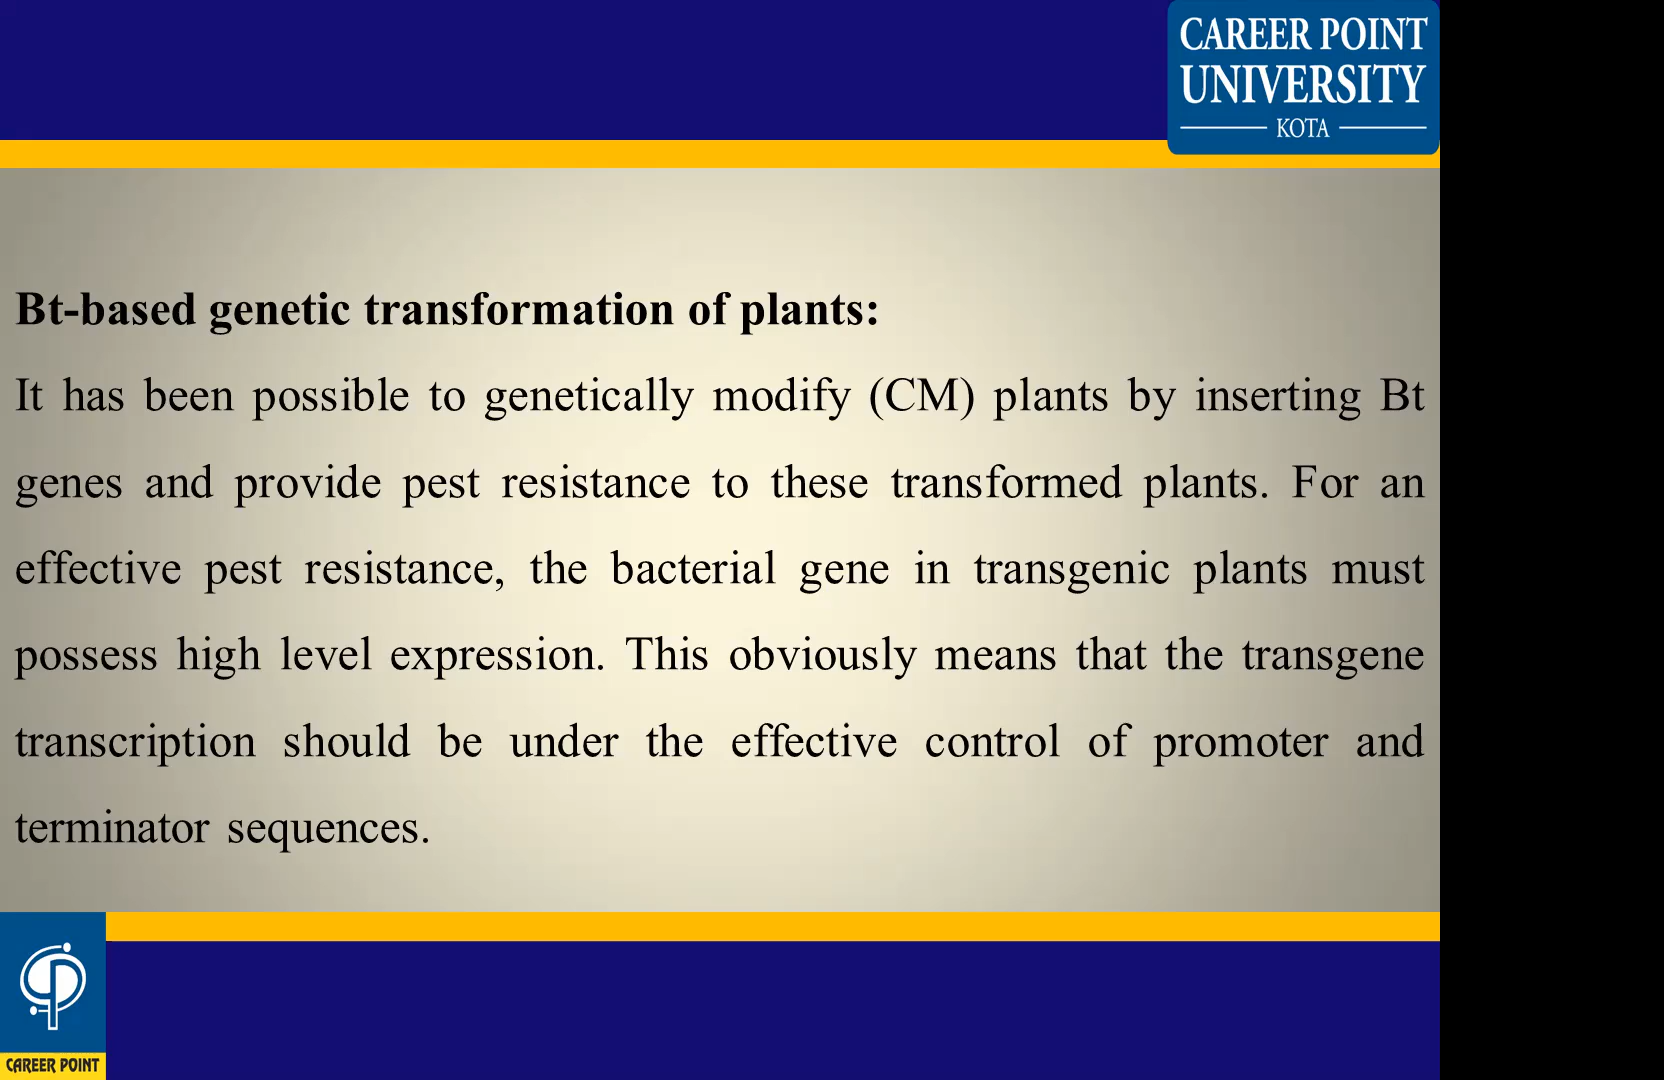 CAREER POINT
UNIVERSITY
KOTA
Bt-based genetic transformation of plants:
It has been possible to genetically modify (CM) plants by inserting Bt
genes and provide pest resistance to these transformed plants. For an
effective pest resistance, the bacterial gene in transgenic plants must
possess high level expression. This obviously means that the transgene
transcription should be under the effective control of promoter and
terminator sequences.
CAREER POINT